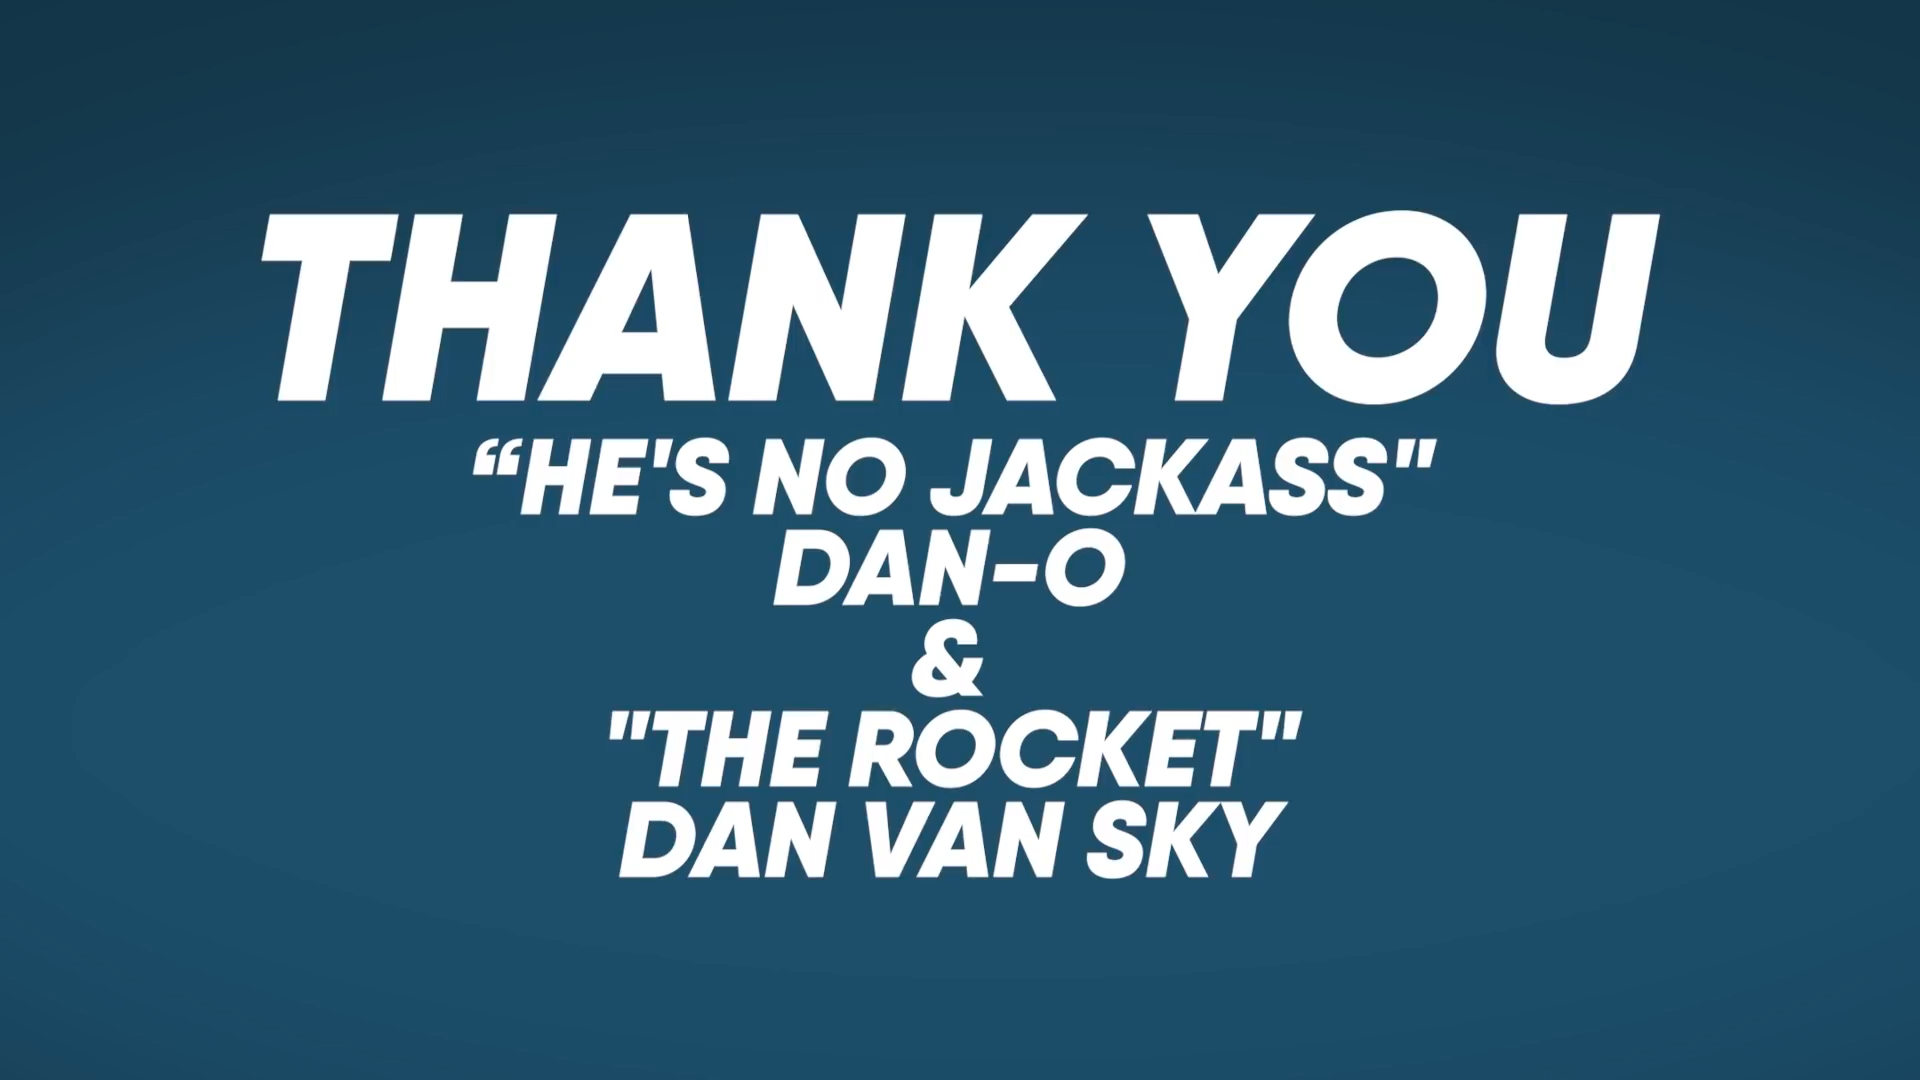 THANK YOU
“HE'S NO JACKASS"
DAN-O
&
"THE ROCKET"
DAN VAN SKY